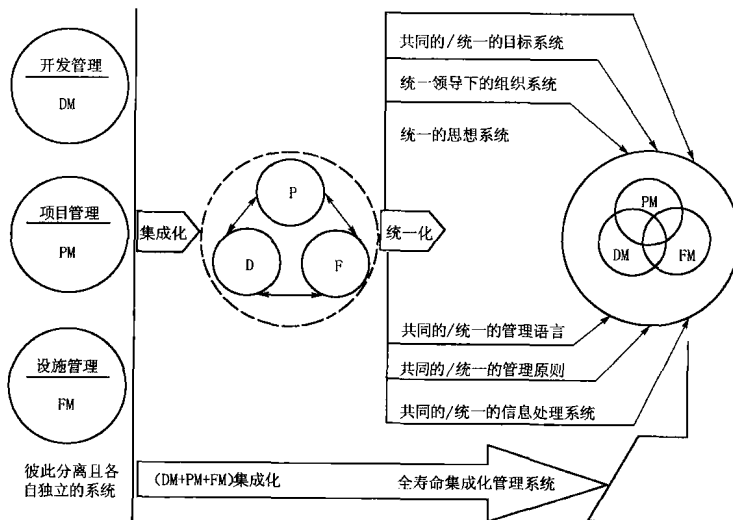 开发管理
DM
项目管理
PM
设施管理
FM
彼此分离且各
自独立的系统
集成化
P
D
F
统一化
共同的/统一的目标系统
统一领导下的组织系统
统一的思想系统
PM
DM
FM
共同的/统一的管理语言
共同的/统一的管理原则
共同的/统一的信息处理系统
(DM+PM+FM)集成化
全寿命集成化管理系统